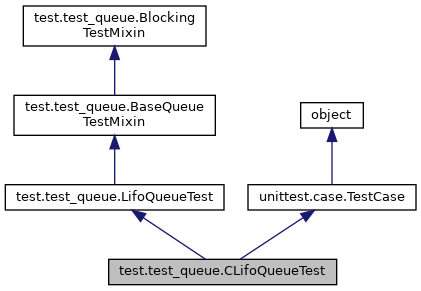 test.test_queue.Blocking
TestMixin
test.test_queue.BaseQueue
TestMixin
object
test.test_queue.LifoQueueTest
unittest.case.TestCase
test.test_queue.CLifoQueueTest